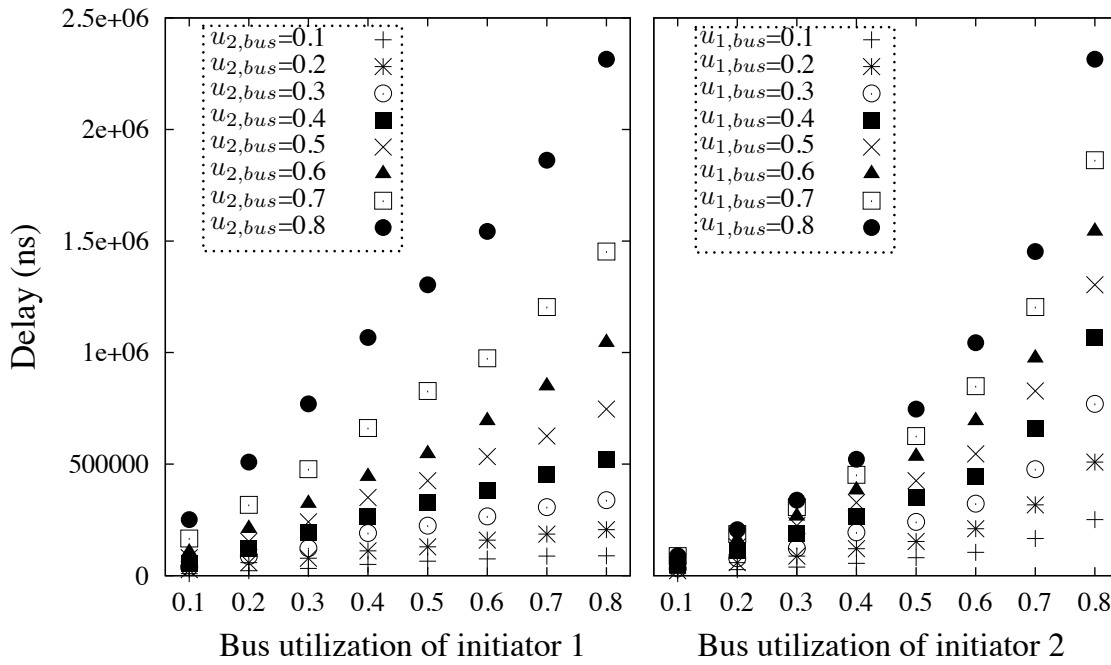 Delay (ns)
2.5e+06
2e+06
1.5e+06
1e+06
500000
0
u2,bus=0.1
u2,bus=0.2
u2,bus=0.3
u2,bus=0.4
u2,bus=0.5
u2,bus=0.6
u2,bus=0.7
u2,bus=0.8
0.1 0.2 0.3 0.4 0.5 0.6 0.7 0.8
Bus utilization of initiator 1
u1,bus=0.1
u1,bus=0.2
u1,bus=0.3
u1,bus=0.4
u1,bus=0.5
u1,bus=0.6
u1,bus=0.7
u1,bus=0.8
0.1 0.2 0.3 0.4 0.5 0.6 0.7 0.8
Bus utilization of initiator 2